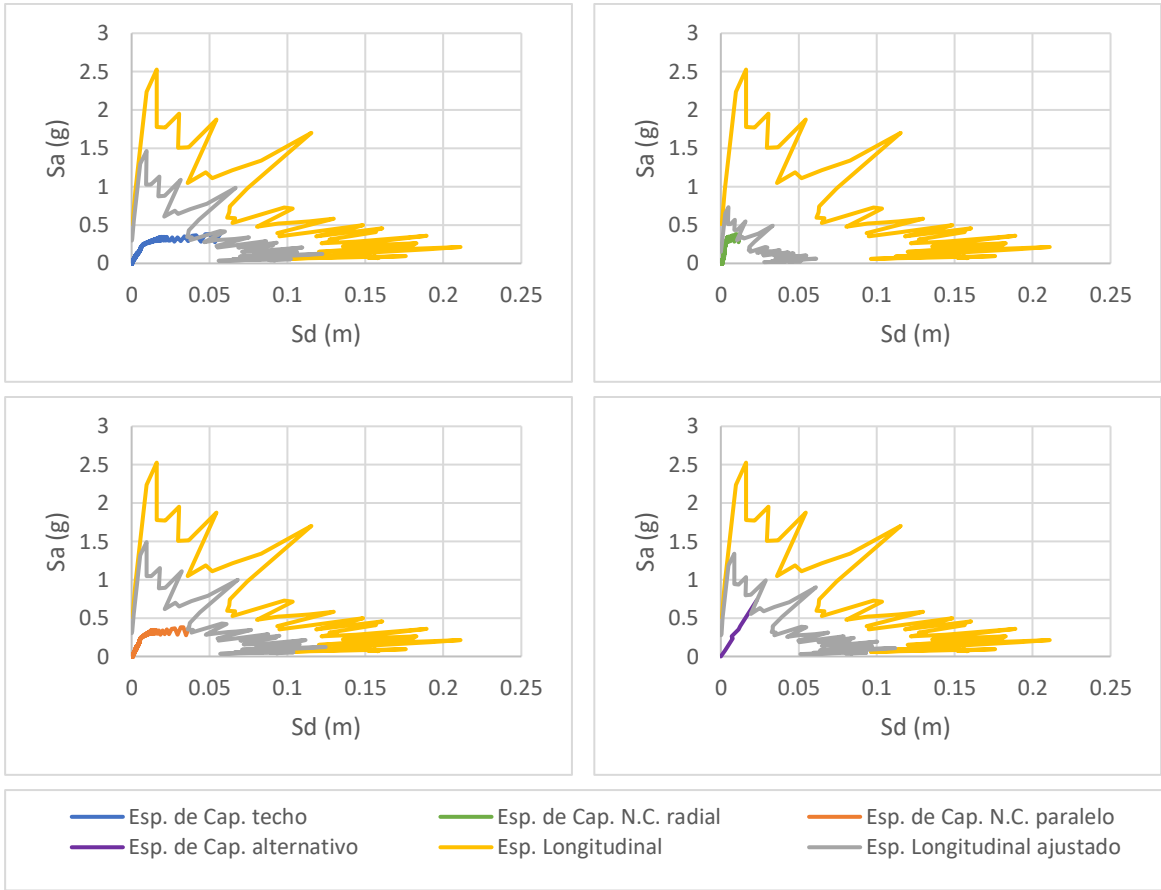 3
2.5
2
1.5
1
0.5
0
Sa (g)
0 0.05 0.1 0.15 0.2 0.25
Sd (m)
3
2.5
2
1.5
1
0.5
0
Sa (g)
0 0.05 0.1 0.15 0.2 0.25
Sd (m)
3
2.5
2
1.5
1
0.5
0
Sa (g)
0 0.05 0.1 0.15 0.2 0.25
Sd (m)
3
2.5
2
1.5
1
0.5
0
Sa (g)
0 0.05 0.1 0.15 0.2 0.25
Sd (m)
Esp. de Cap. techo Esp. de Cap. N.C. radial Esp. de Cap. N.C. paralelo
Esp. de Cap. alternativo Esp. Longitudinal Esp. Longitudinal ajustado